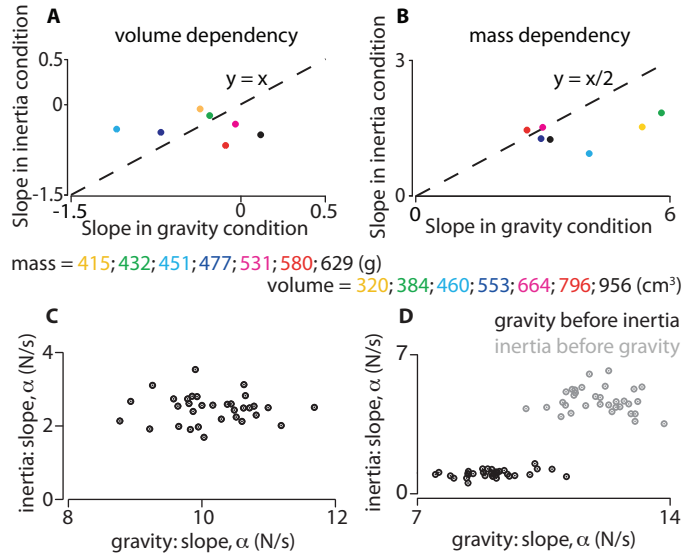 A
volume dependency
Slope in inertia condition
0.5
0
-1.5
y = x
-1.5
0
0.5
Slope in gravity condition
B
mass dependency
Slope in inertia condition
3
0
y = x/2
0
6
Slope in gravity condition
mass = 415;432;451;477;531;580;629 (g)
volume = 320;384;460;553;664;796;956 (cm³)
C
inertia: slope, α (N/s)
4
2
0
8
10
12
gravity: slope, α (N/s)
D
gravity before inertia
inertia before gravity
inertia: slope, α (N/s)
7
0
7
14
gravity: slope, α (N/s)